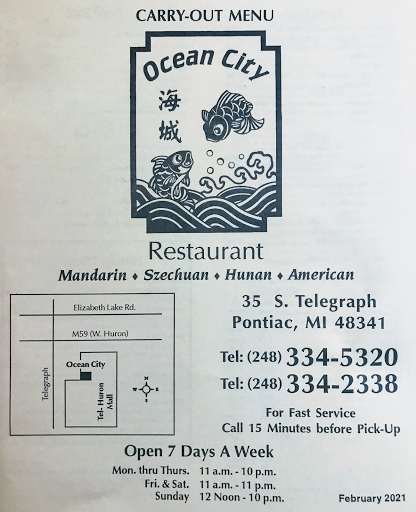 CARRY-OUT MENU
Ocean City
海
城
Restaurant
Mandarin ♦ Szechuan ♦ Hunan ♦ American
Elizabeth Lake Rd.
M59 (W. Huron)
Telegraph
Ocean City
Tel-Huron
Mall
N
W
E
S
35 S. Telegraph
Pontiac, MI 48341
Tel: (248) 334-5320
Tel: (248) 334-2338
For Fast Service
Call 15 Minutes before Pick-Up
Open 7 Days A Week
Mon. thru Thurs. 11 a.m. - 10 p.m.
Fri. & Sat. 11 a.m. - 11 p.m.
Sunday 12 Noon - 10 p.m.
February 2021